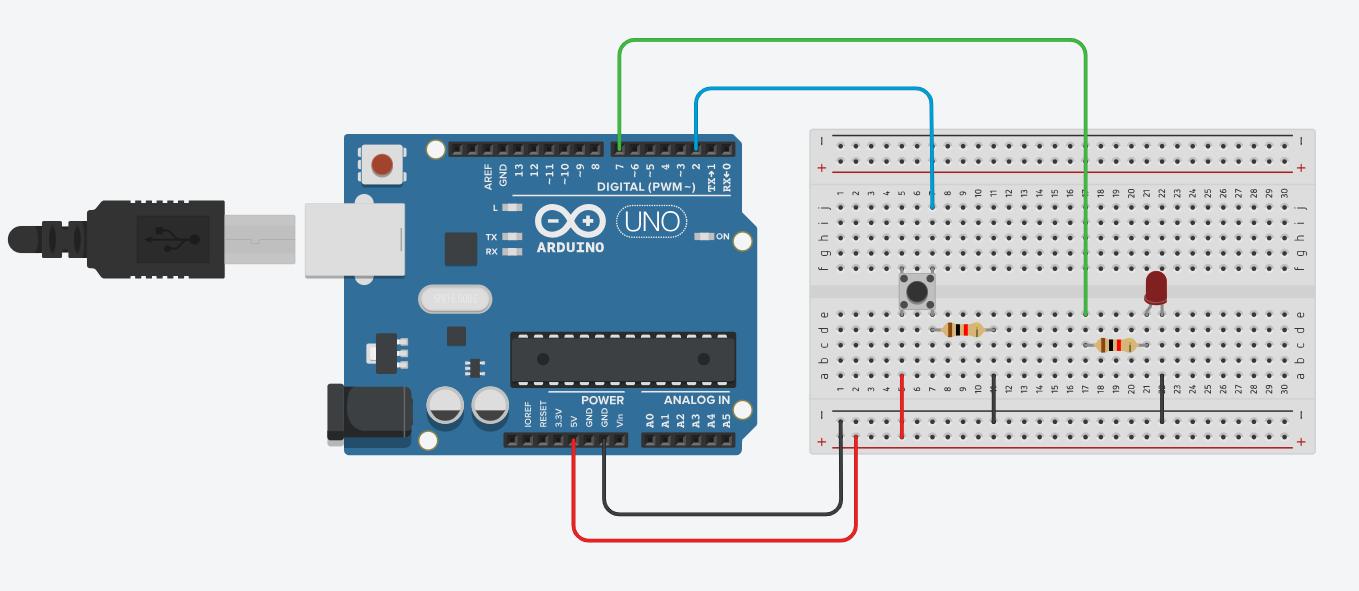 AREF
GND
13
12
~11
~10
~9
8
7
~6
~5
4
~3
2
TX→1
RX←0
DIGITAL (PWM~)
L
TX
RX
ARDUINO
UNO
ON
IOREF
RESET
3.3V
5V
GND
GND
Vin
POWER
ANALOG IN
A0
A1
A2
A3
A4
A5
− −
+ +
1 2 3 4 5 6 7 8 9 10 11 12 13 14 15 16 17 18 19 20 21 22 23 24 25 26 27 28 29 30
j j
i i
h h
g g
f f
e e
d d
c c
b b
a a
1 2 3 4 5 6 7 8 9 10 11 12 13 14 15 16 17 18 19 20 21 22 23 24 25 26 27 28 29 30
− −
+ +